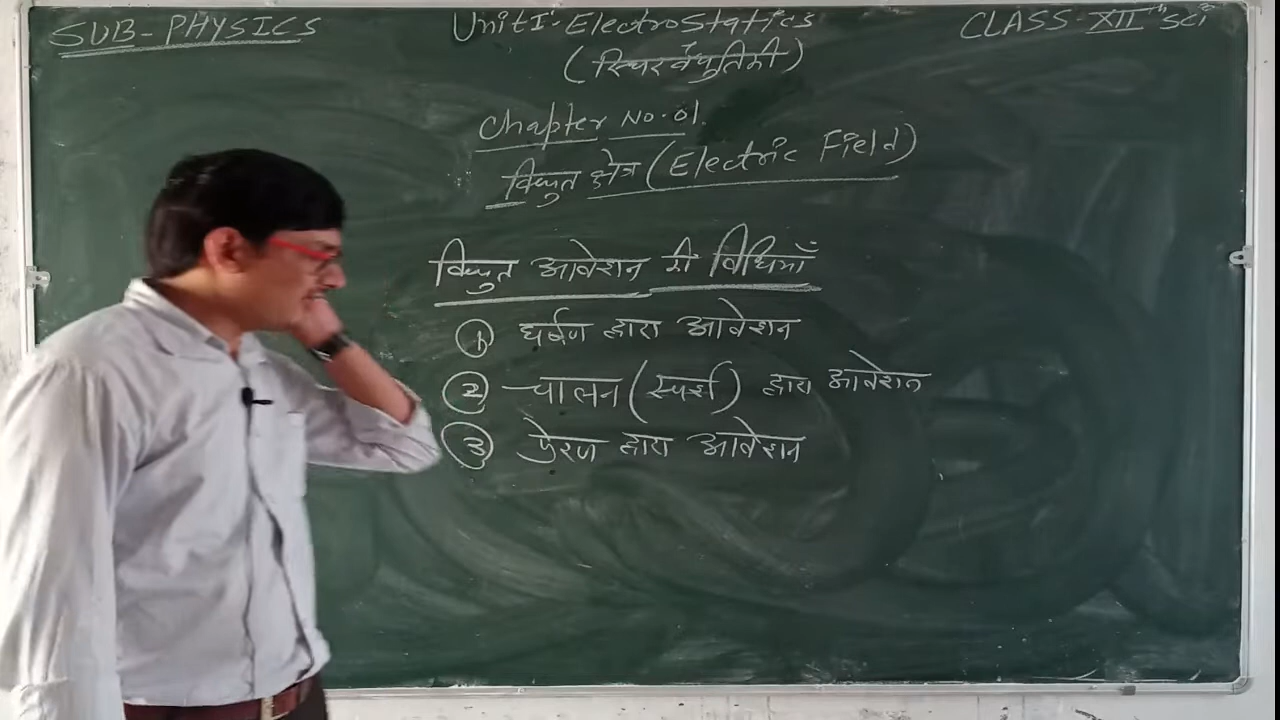 SUB-PHYSICS
Unit I-ElectroStatics
CLASS-XIIth Sci
(स्थिरवैद्युतिकी)
Chapter No.01.
विद्युत क्षेत्र (Electric Field)
विद्युत आवेशन की विधियाँ
① घर्षण द्वारा आवेशन
② चालन (स्पर्श) द्वारा आवेशन
③ प्रेरण द्वारा आवेशन